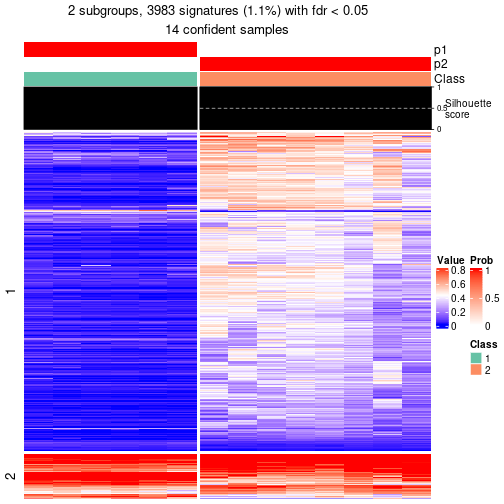 2 subgroups, 3983 signatures (1.1%) with fdr < 0.05
14 confident samples
p1
p2
Class
1
0.5
0
Silhouette
score
1
2
Value
0.8
0.6
0.4
0.2
0
Prob
1
0.5
0
Class
1
2